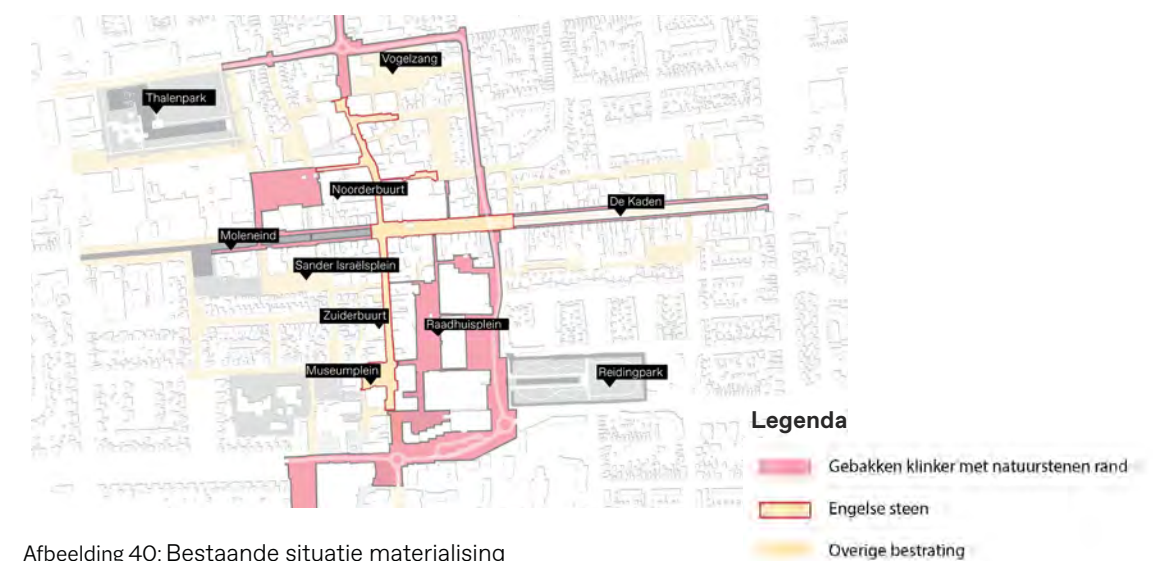 Vogelzang
Thalenpark
Noorderbuurt
De Kaden
Moleneind
Sander Israëlsplein
Zuiderbuurt
Raadhuisplein
Museumplein
Reidingpark
Legenda
Gebakken klinker met natuurstenen rand
Engelse steen
Overige bestrating
Afbeelding 40: Bestaande situatie materialising